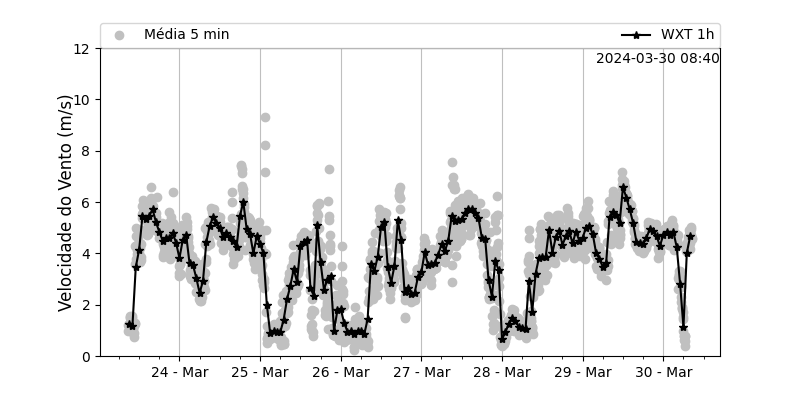 Média 5 min
WXT 1h
2024-03-30 08:40
Velocidade do Vento (m/s)
12
10
8
6
4
2
0
24 - Mar
25 - Mar
26 - Mar
27 - Mar
28 - Mar
29 - Mar
30 - Mar